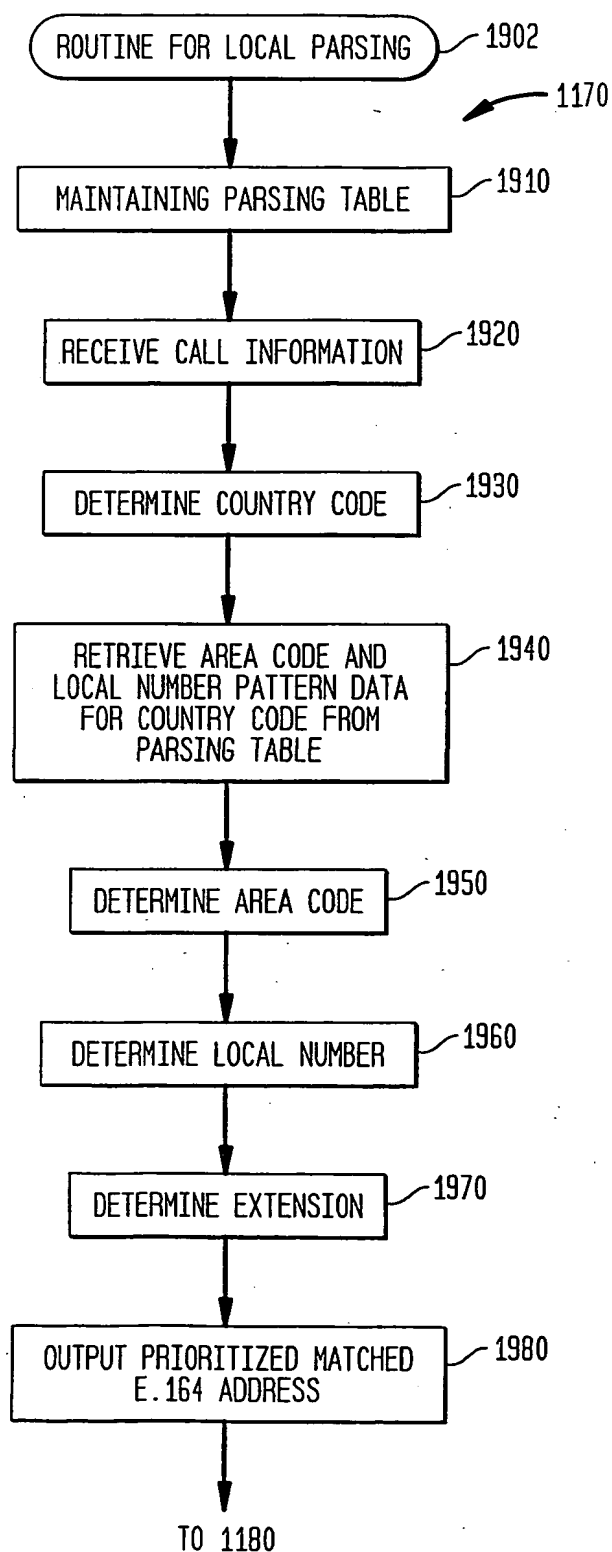 ROUTINE FOR LOCAL PARSING
1902
1170
MAINTAINING PARSING TABLE
1910
RECEIVE CALL INFORMATION
1920
DETERMINE COUNTRY CODE
1930
RETRIEVE AREA CODE AND
LOCAL NUMBER PATTERN DATA
FOR COUNTRY CODE FROM
PARSING TABLE
1940
DETERMINE AREA CODE
1950
DETERMINE LOCAL NUMBER
1960
DETERMINE EXTENSION
1970
OUTPUT PRIORITIZED MATCHED
E.164 ADDRESS
1980
TO 1180